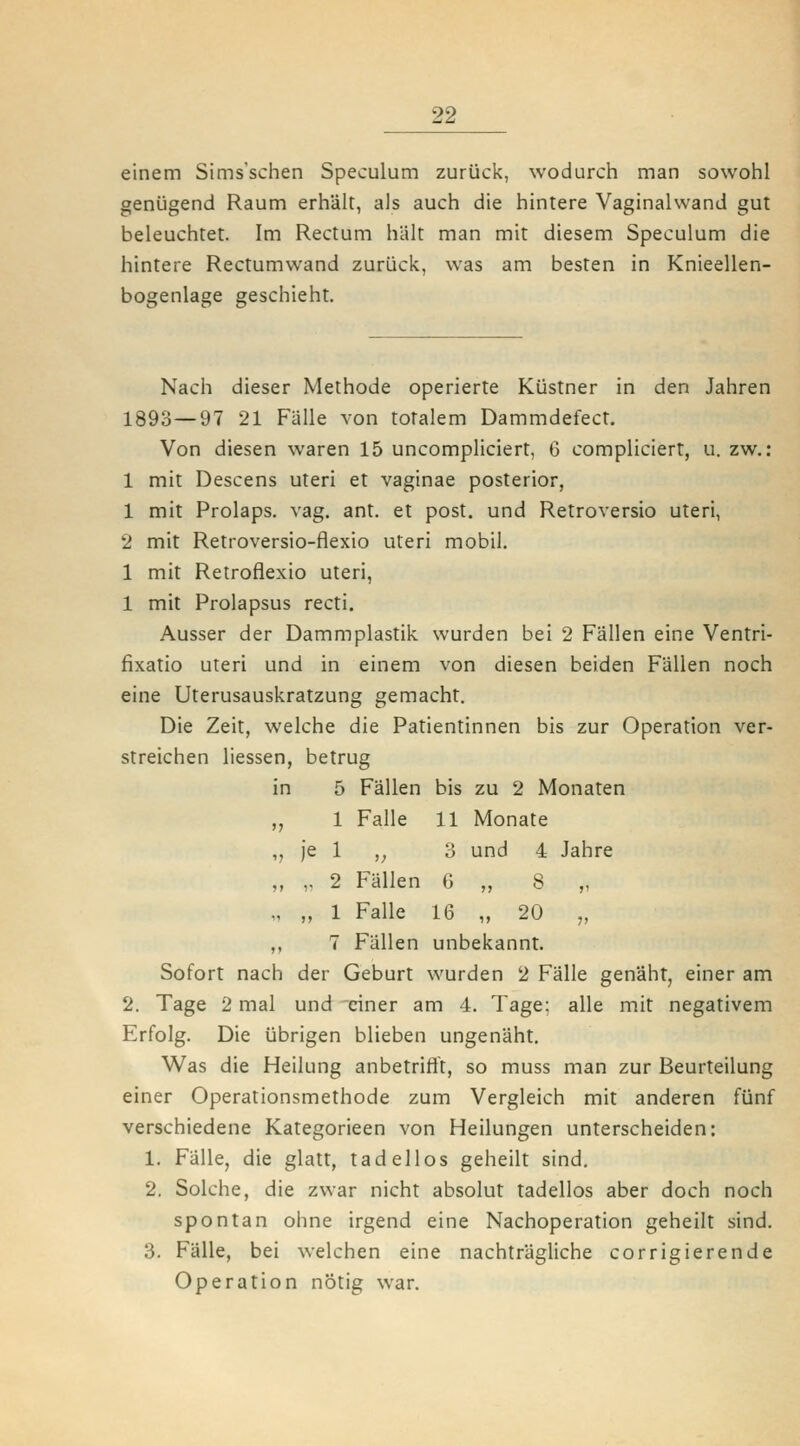 22
einem Sims'schen Speculum zurück, wodurch man sowohl
genügend Raum erhält, als auch die hintere Vaginalwand gut
beleuchtet. Im Rectum hält man mit diesem Speculum die
hintere Rectumwand zurück, was am besten in Knieellen-
bogenlage geschieht.
Nach dieser Methode operierte Küstner in den Jahren
1893—97 21 Fälle von totalem Dammdefect.
Von diesen waren 15 uncompliciert, 6 compliciert, u. zw.:
1 mit Descens uteri et vaginae posterior,
1 mit Prolaps. vag. ant. et post. und Retroversio uteri,
2 mit Retroversio-flexio uteri mobil.
1 mit Retroflexio uteri,
1 mit Prolapsus recti.
Ausser der Dammplastik wurden bei 2 Fällen eine Ventri-
fixatio uteri und in einem von diesen beiden Fällen noch
eine Uterusauskratzung gemacht.
Die Zeit, welche die Patientinnen bis zur Operation ver-
streichen liessen, betrug
in 5 Fällen bis zu 2 Monaten
„ 1 Falle 11 Monate
„ je 1 „ 3 und 4 Jahre
„ „ 2 Fällen 6 „ 8 „
„ „ 1 Falle 16 „ 20 „
„ 7 Fällen unbekannt.
Sofort nach der Geburt wurden 2 Fälle genäht, einer am
2. Tage 2 mal und einer am 4. Tage; alle mit negativem
Erfolg. Die übrigen blieben ungenäht.
Was die Heilung anbetrifft, so muss man zur Beurteilung
einer Operationsmethode zum Vergleich mit anderen fünf
verschiedene Kategorieen von Heilungen unterscheiden:
1. Fälle, die glatt, tadellos geheilt sind.
2. Solche, die zwar nicht absolut tadellos aber doch noch
spontan ohne irgend eine Nachoperation geheilt sind.
3. Fälle, bei welchen eine nachträgliche corrigierende
Operation nötig war.